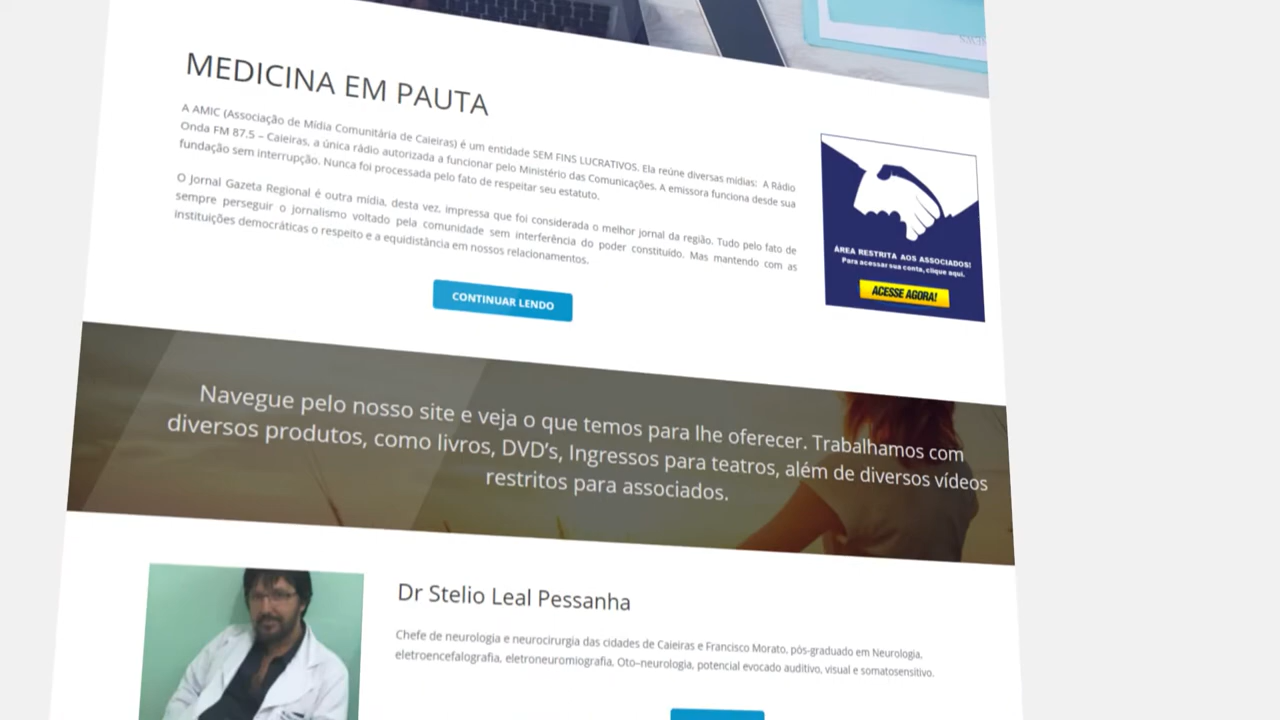 MEDICINA EM PAUTA
A AMIC (Associação de Mídia Comunitária de Caieiras) é um entidade SEM FINS LUCRATIVOS. Ela reúne diversas mídias: A Rádio
Onda FM 87.5 – Caieiras, a única rádio autorizada a funcionar pelo Ministério das Comunicações. A emissora funciona desde sua
fundação sem interrupção. Nunca foi processada pelo fato de respeitar seu estatuto.
O Jornal Gazeta Regional é outra mídia, desta vez, impressa que foi considerada o melhor jornal da região. Tudo pelo fato de
sempre perseguir o jornalismo voltado pela comunidade sem interferência do poder constituído. Mas mantendo com as
instituições democráticas o respeito e a equidistância em nossos relacionamentos.
CONTINUAR LENDO
ÁREA RESTRITA AOS ASSOCIADOS!
Para acessar sua conta, clique aqui.
ACESSE AGORA!
Navegue pelo nosso site e veja o que temos para lhe oferecer. Trabalhamos com
diversos produtos, como livros, DVD's, Ingressos para teatros, além de diversos vídeos
restritos para associados.
Dr Stelio Leal Pessanha
Chefe de neurologia e neurocirurgia das cidades de Caieiras e Francisco Morato, pós-graduado em Neurologia,
eletroencefalografia, eletroneuromiografia, Oto–neurologia, potencial evocado auditivo, visual e somatosensitivo.